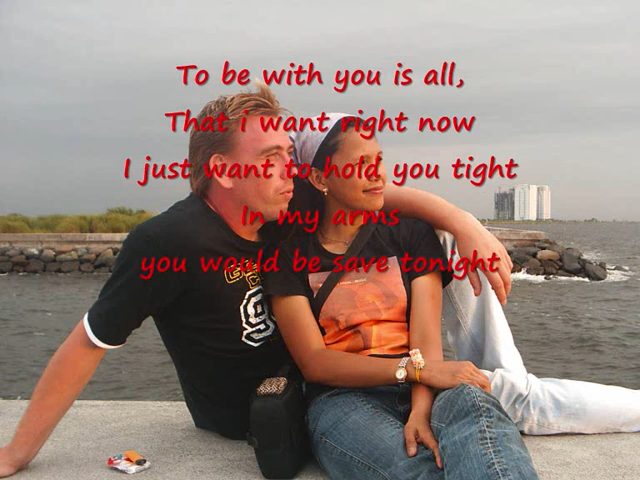 To be with you is all,
That i want right now
I just want to hold you tight
In my arms
you would be save tonight
9